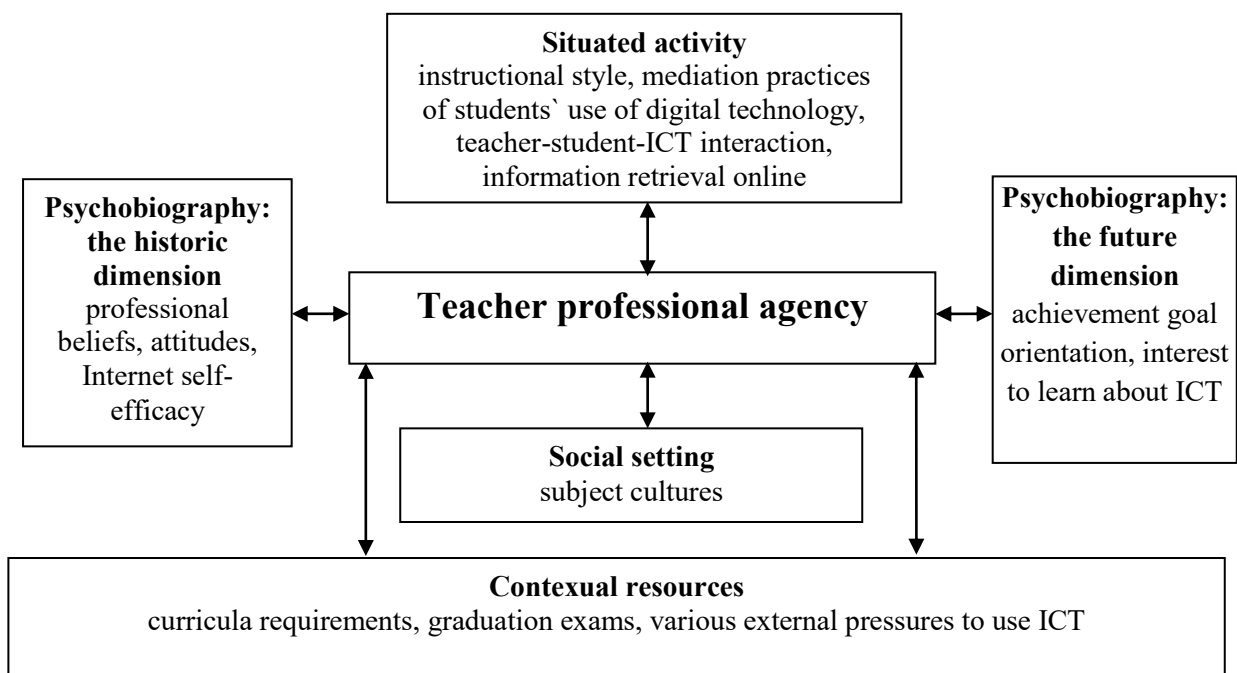 Situated activity
instructional style, mediation practices
of students` use of digital technology,
teacher-student-ICT interaction,
information retrieval online
Psychobiography:
the historic
dimension
professional
beliefs, attitudes,
Internet self-
efficacy
Teacher professional agency
Psychobiography:
the future
dimension
achievement goal
orientation, interest
to learn about ICT
Social setting
subject cultures
Contexual resources
curricula requirements, graduation exams, various external pressures to use ICT